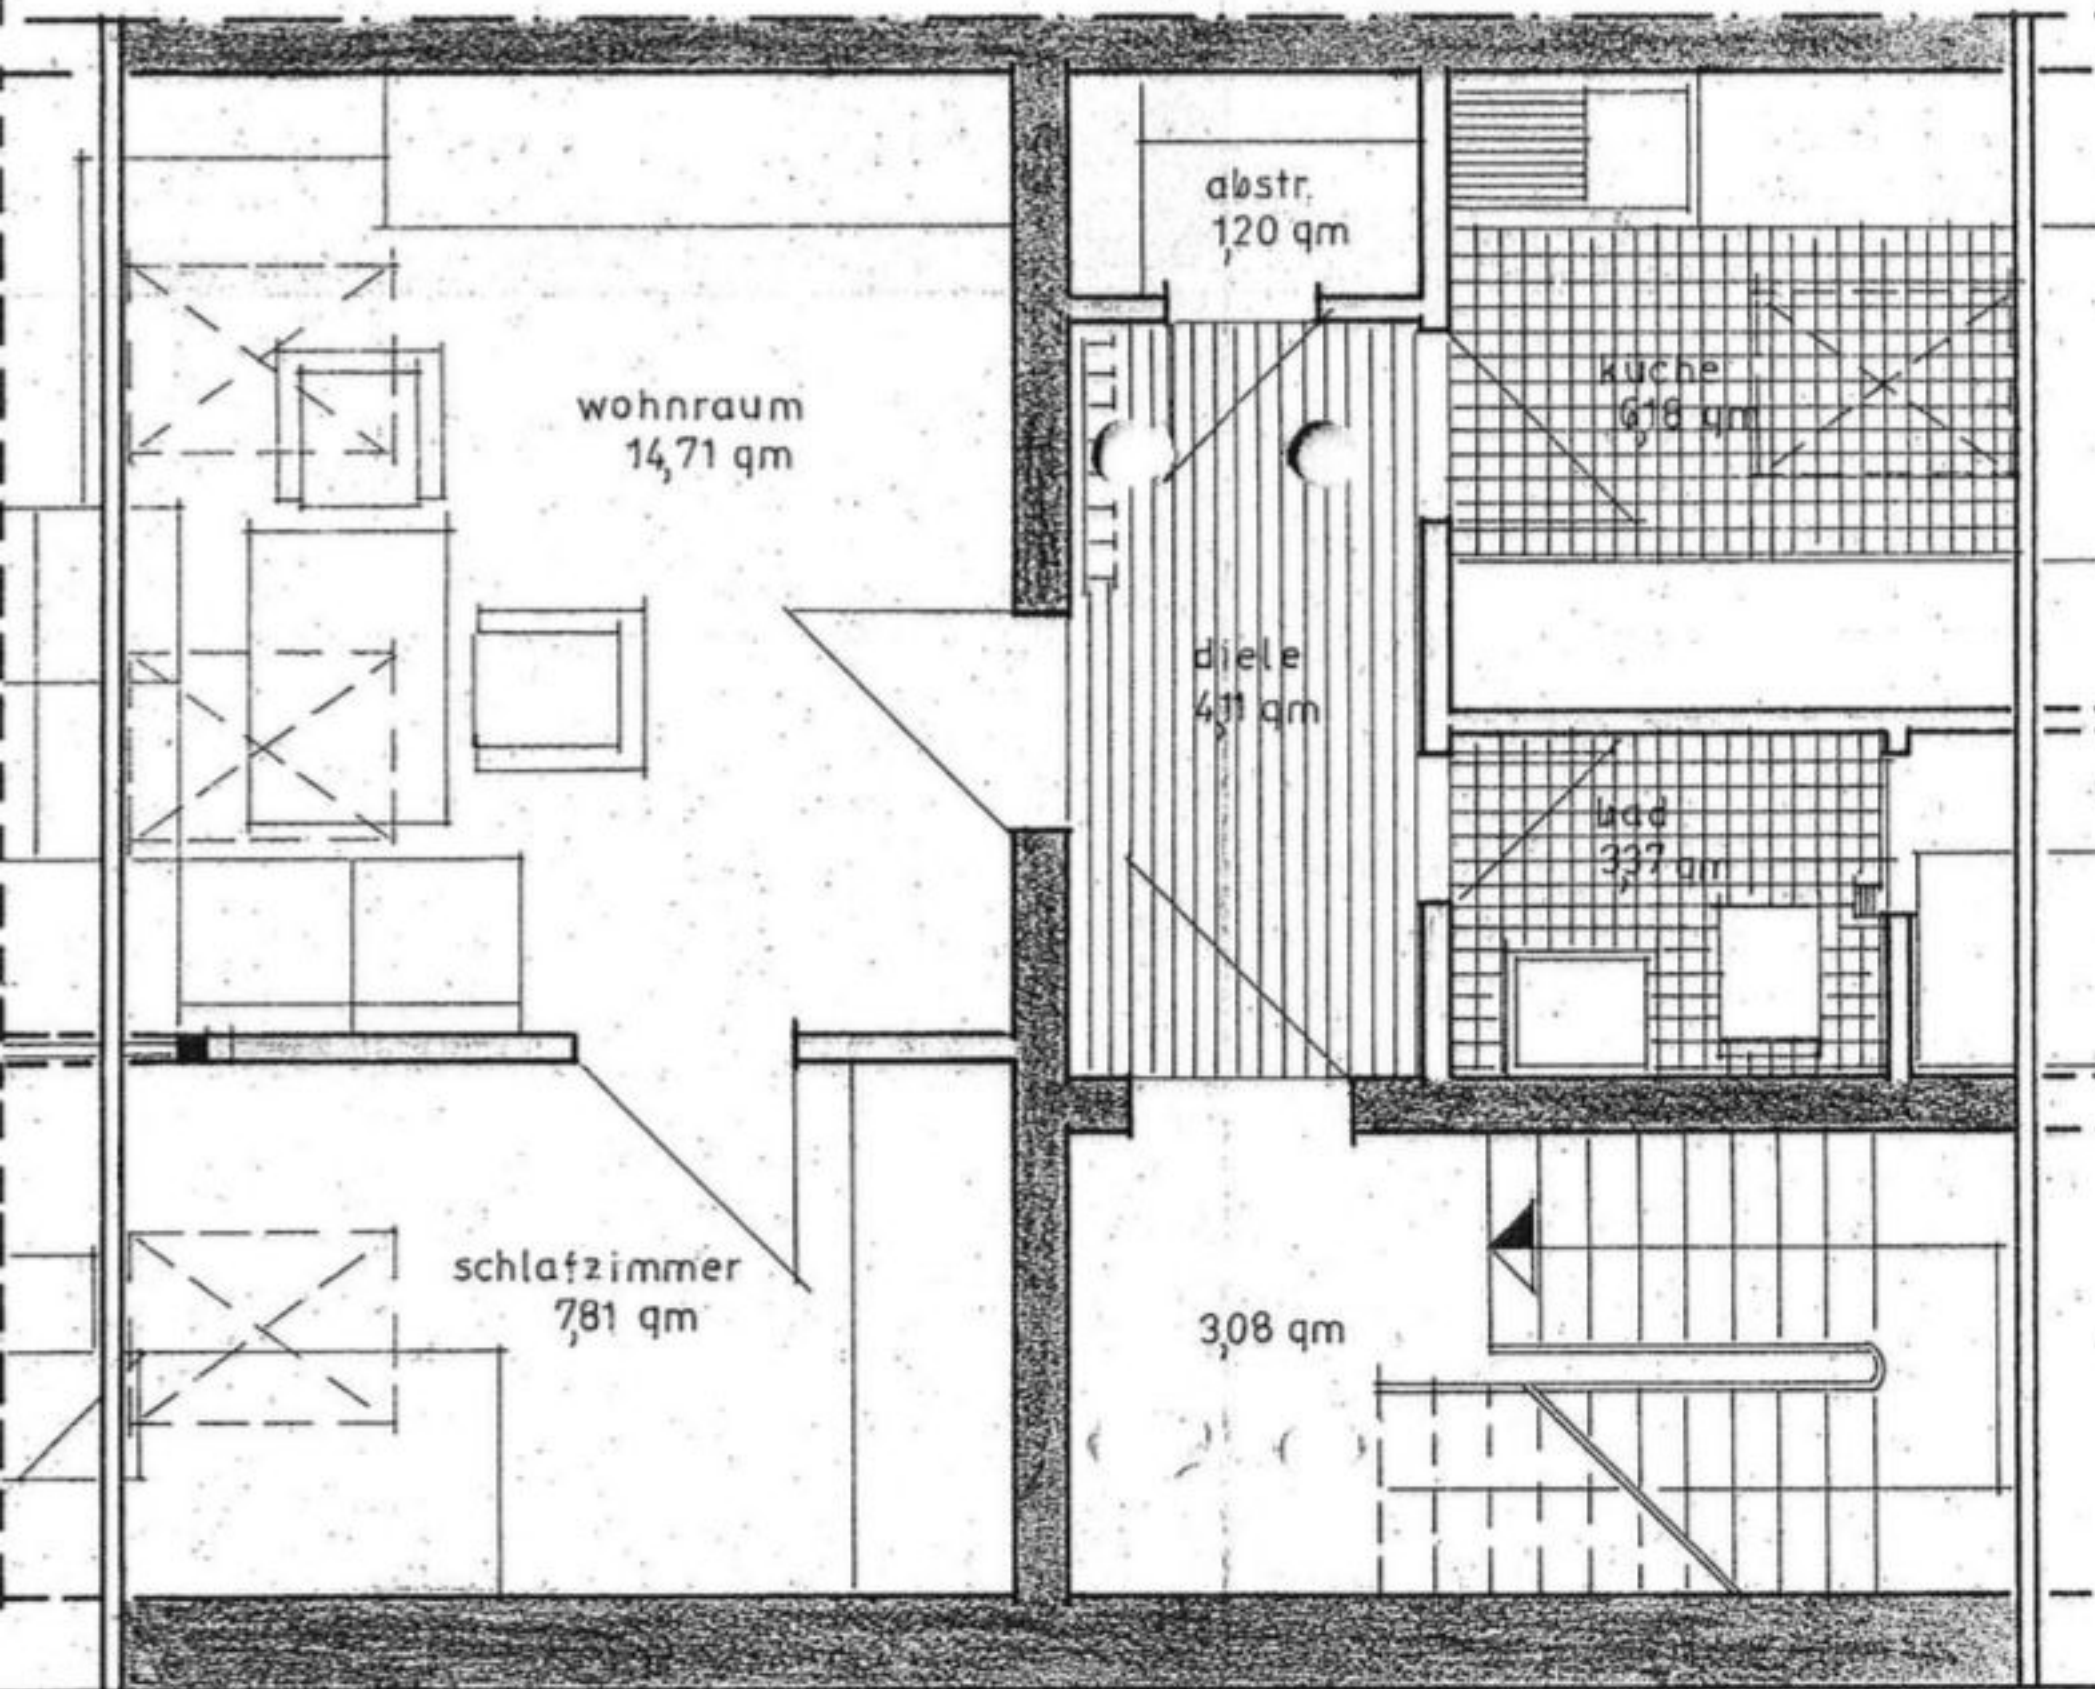 abstr.
1,20 qm
küche
6,18 qm
wohnraum
14,71 qm
diele
4,11 qm
bad
3,37 qm
schlafzimmer
7,81 qm
3,08 qm